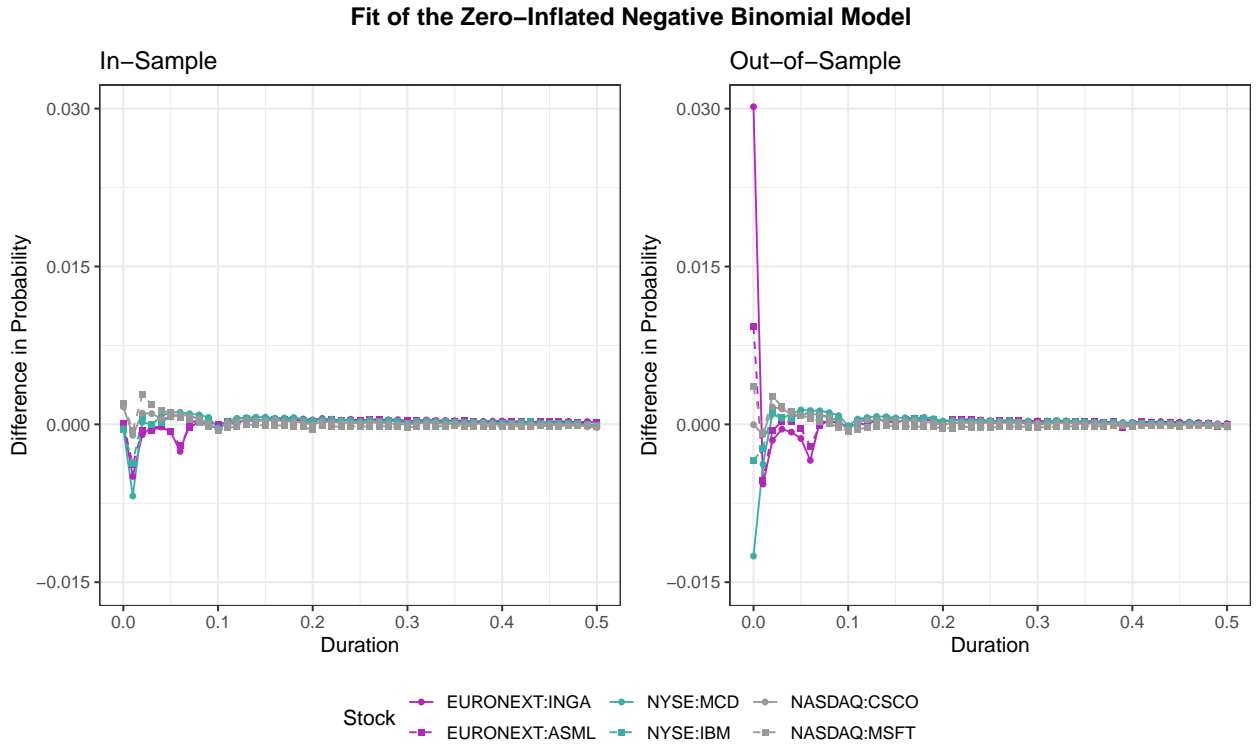 Fit of the Zero−Inflated Negative Binomial Model
In−Sample
Difference in Probability
0.030
0.015
0.000
−0.015
0.0 0.1 0.2 0.3 0.4 0.5
Duration
Out−of−Sample
Difference in Probability
0.030
0.015
0.000
−0.015
0.0 0.1 0.2 0.3 0.4 0.5
Duration
Stock
EURONEXT:INGA NYSE:MCD NASDAQ:CSCO
EURONEXT:ASML NYSE:IBM NASDAQ:MSFT